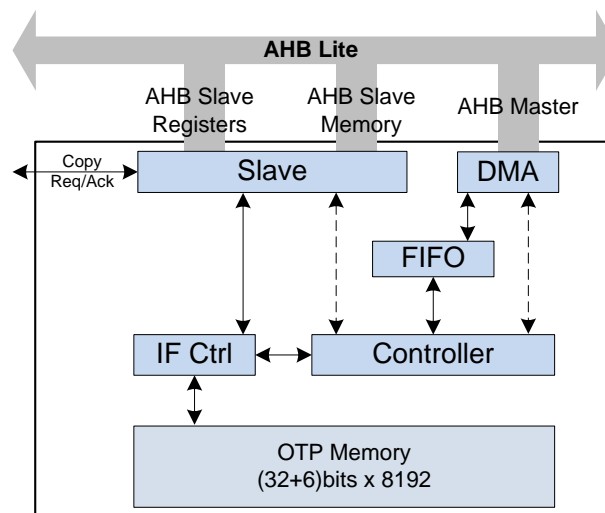 AHB Lite
AHB Slave
Registers
AHB Slave
Memory
AHB Master
Copy
Req/Ack
Slave
DMA
FIFO
IF Ctrl
Controller
OTP Memory
(32+6)bits x 8192